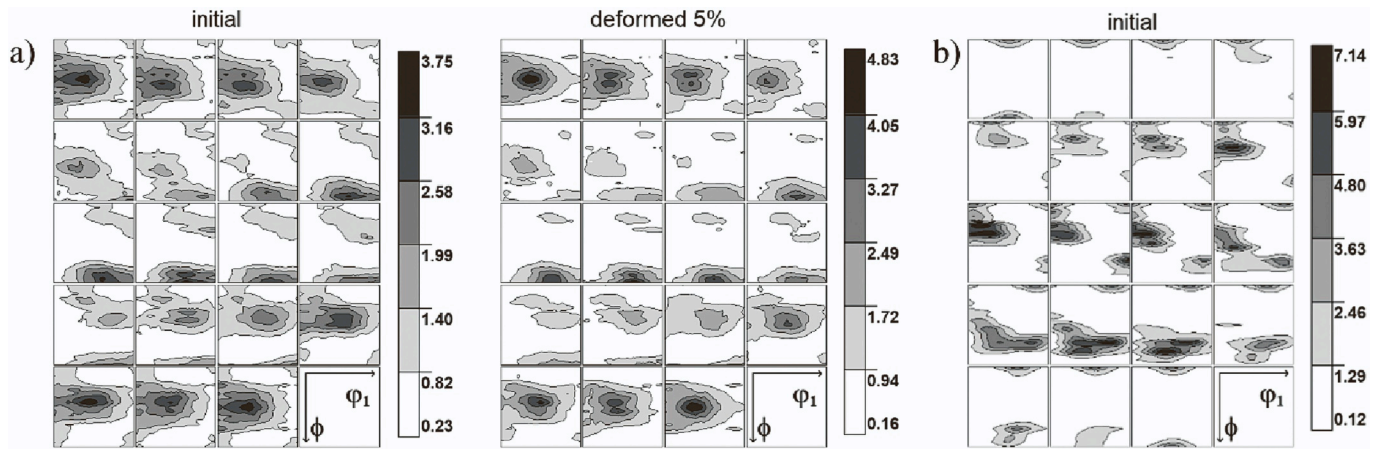 initial
deformed 5%
initial
a)
3.75
3.16
2.58
1.99
1.40
0.82
0.23
φ₁
ϕ
4.83
4.05
3.27
2.49
1.72
0.94
0.16
φ₁
ϕ
b)
7.14
5.97
4.80
3.63
2.46
1.29
0.12
φ₁
ϕ